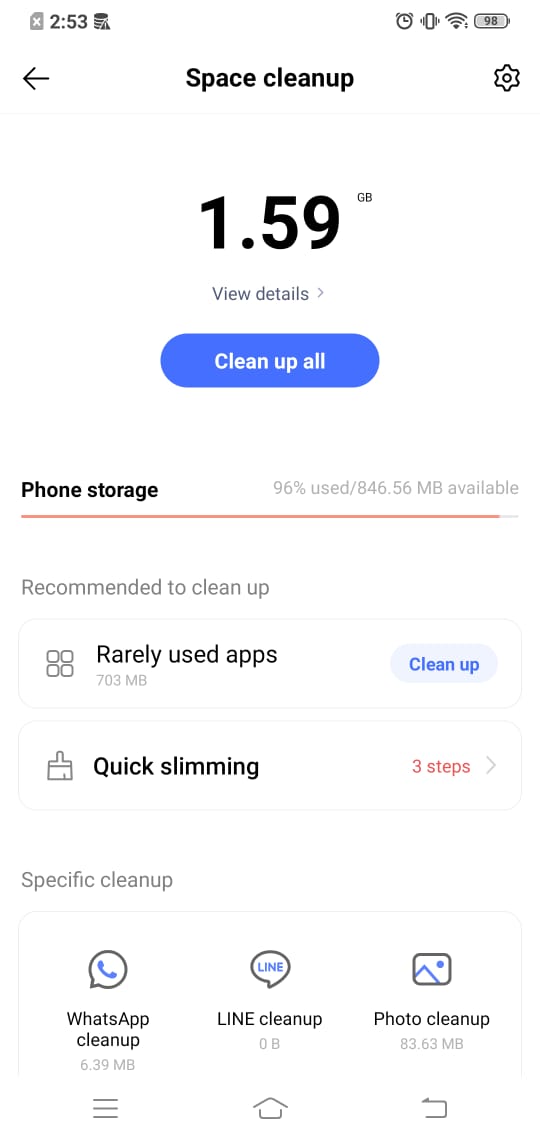 2:53
98
Space cleanup
1.59 GB
View details
Clean up all
Phone storage
96% used/846.56 MB available
Recommended to clean up
Rarely used apps
703 MB
Clean up
Quick slimming
3 steps
Specific cleanup
LINE
WhatsApp
cleanup
6.39 MB
LINE cleanup
0 B
Photo cleanup
83.63 MB